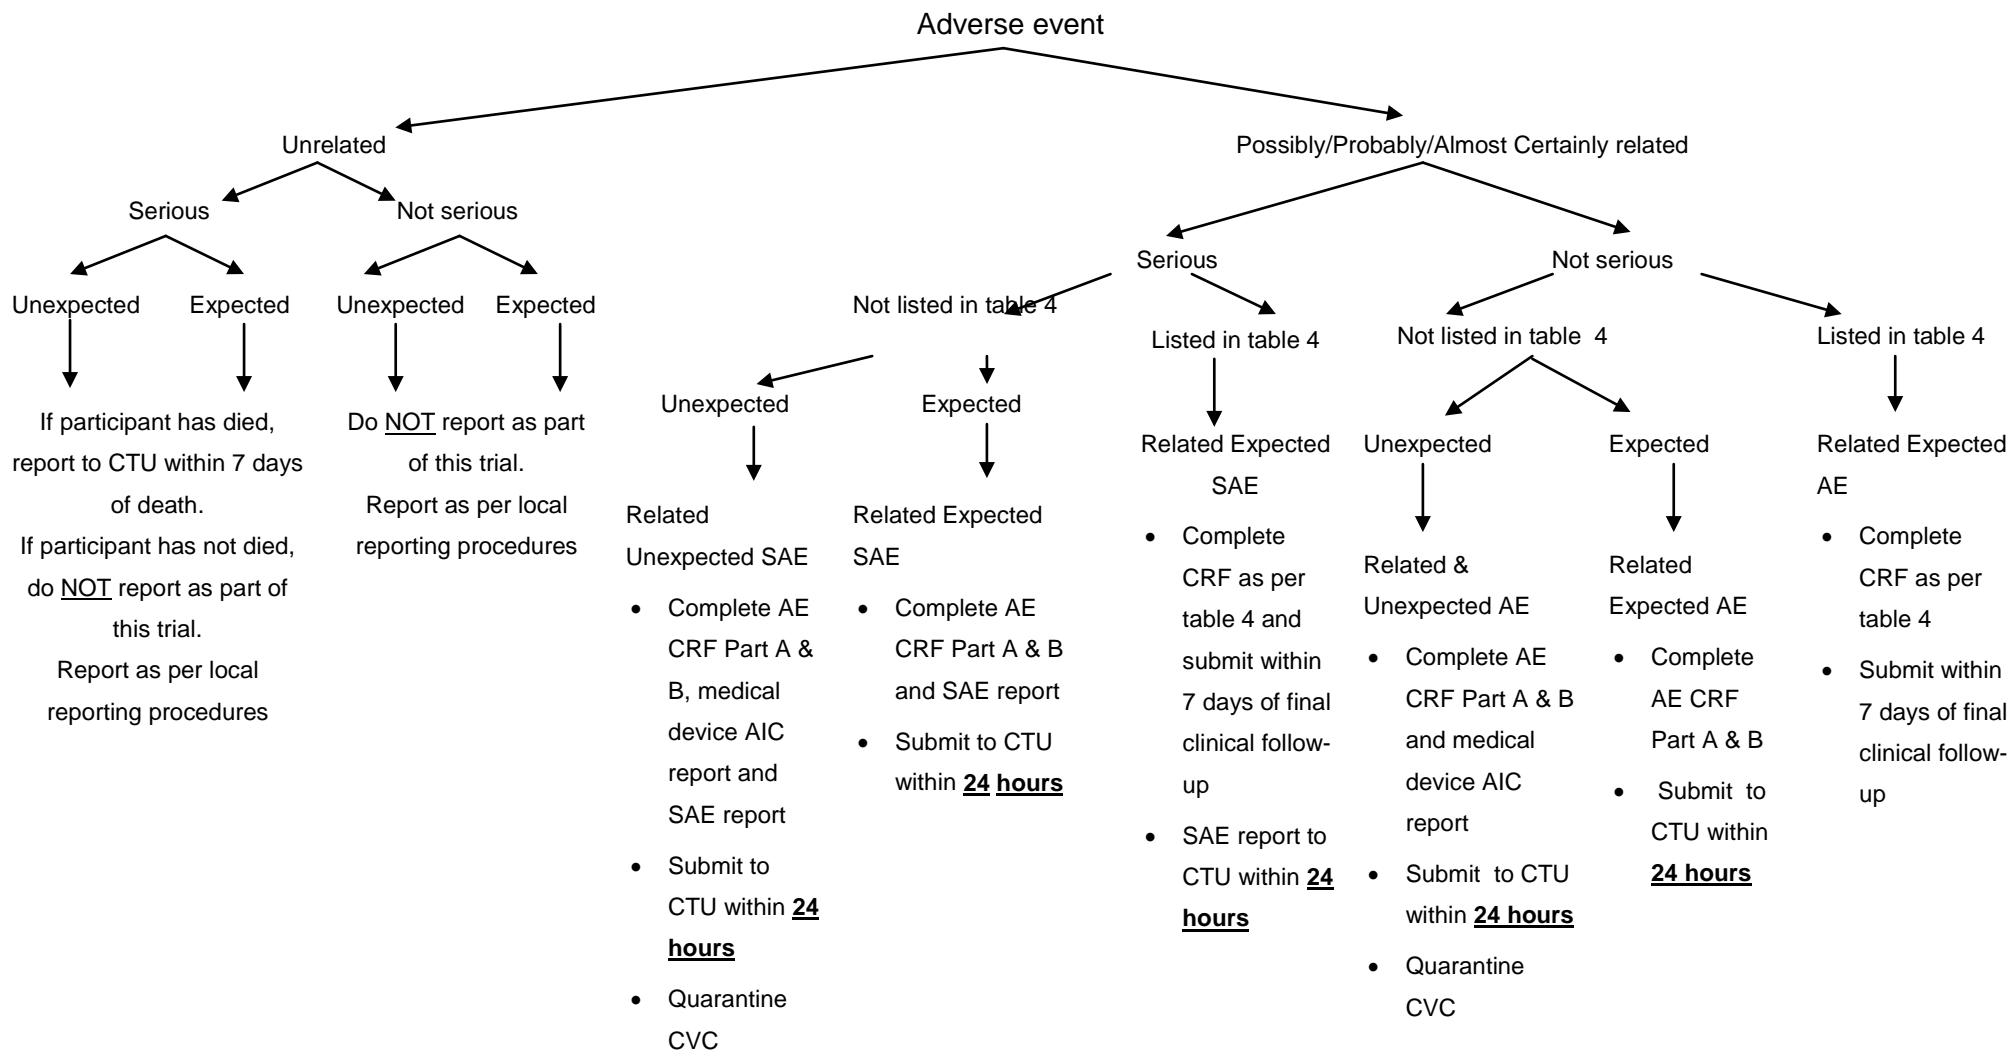 Adverse event
Unrelated
Possibly/Probably/Almost Certainly related
Serious
Not serious
Serious
Not serious
Unexpected
Expected
Unexpected
Expected
Not listed in table 4
Listed in table 4
Not listed in table  4
Listed in table 4
Unexpected
Expected
Unexpected
Expected
If participant has died,
report to CTU within 7 days
of death.
If participant has not died,
do NOT report as part of
this trial.
Report as per local
reporting procedures
Do NOT report as part
of this trial.
Report as per local
reporting procedures
Related
Unexpected SAE
• Complete AE
CRF Part A &
B, medical
device AIC
report and
SAE report
• Submit to
CTU within 24
hours
• Quarantine
CVC
Related Expected
SAE
• Complete AE
CRF Part A & B
and SAE report
• Submit to CTU
within 24 hours
Related Expected
SAE
• Complete
CRF as per
table 4 and
submit within
7 days of final
clinical follow-
up
• SAE report to
CTU within 24
hours
Related &
Unexpected AE
• Complete AE
CRF Part A & B
and medical
device AIC
report
• Submit  to CTU
within 24 hours
• Quarantine
CVC
Related
Expected AE
• Complete
AE CRF
Part A & B
• Submit  to
CTU within
24 hours
Related Expected
AE
• Complete
CRF as per
table 4
• Submit within
7 days of final
clinical follow-
up